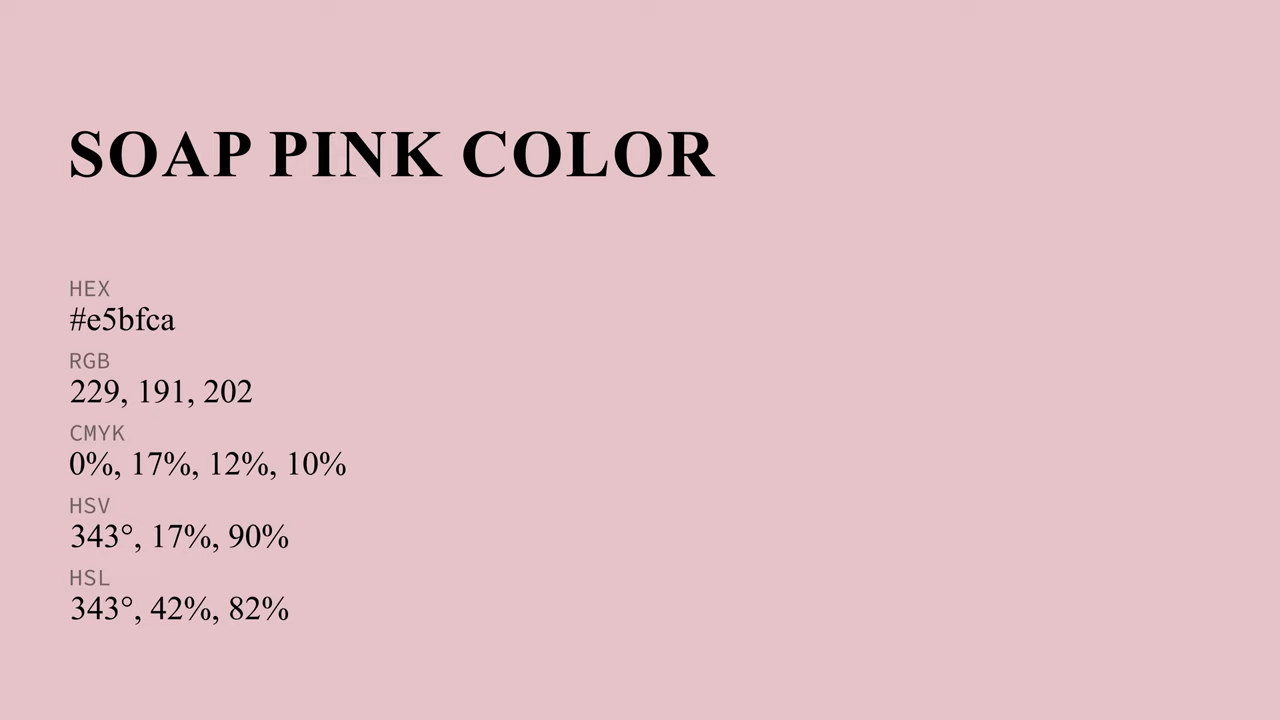 SOAP PINK COLOR
HEX
#e5bfca
RGB
229, 191, 202
CMYK
0%, 17%, 12%, 10%
HSV
343°, 17%, 90%
HSL
343°, 42%, 82%